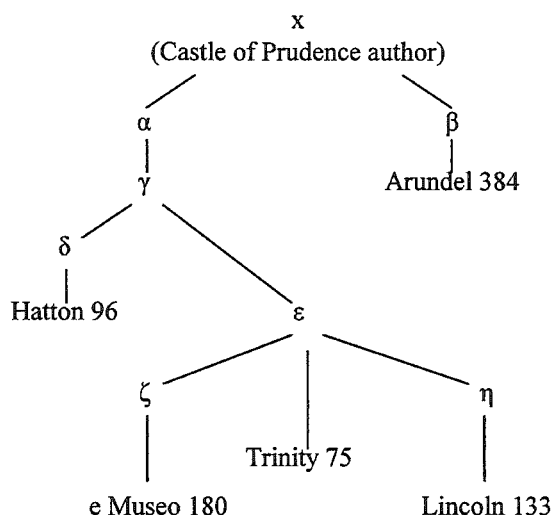 x
(Castle of Prudence author)
α β
γ Arundel 384
δ
Hatton 96 ε
ζ η
Trinity 75
e Museo 180 Lincoln 133